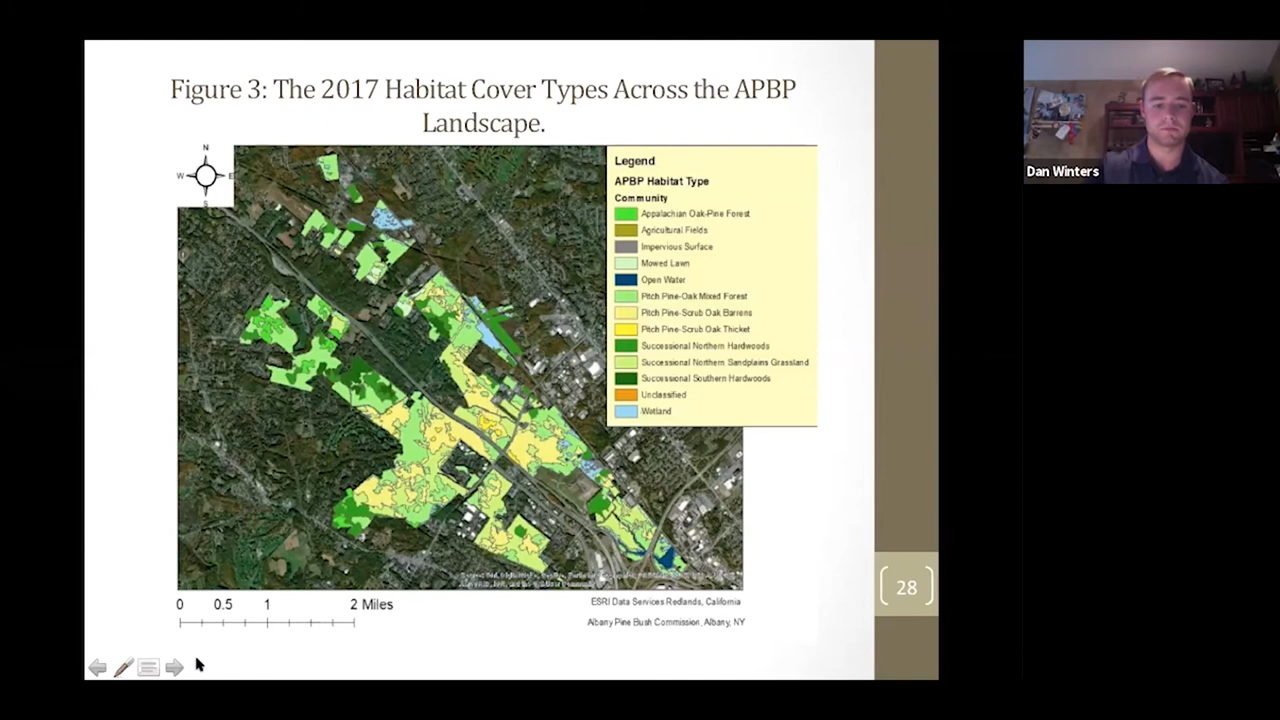 Figure 3: The 2017 Habitat Cover Types Across the APBP
Landscape.
N
W
E
S
Legend
APBP Habitat Type
Community
Appalachian Oak-Pine Forest
Agricultural Fields
Impervious Surface
Mowed Lawn
Open Water
Pitch Pine-Oak Mixed Forest
Pitch Pine-Scrub Oak Barrens
Pitch Pine-Scrub Oak Thicket
Successional Northern Hardwoods
Successional Northern Sandplains Grassland
Successional Southern Hardwoods
Unclassified
Wetland
0 0.5 1 2 Miles
ESRI Data Services Redlands, California
Albany Pine Bush Commission, Albany, NY
28
Dan Winters